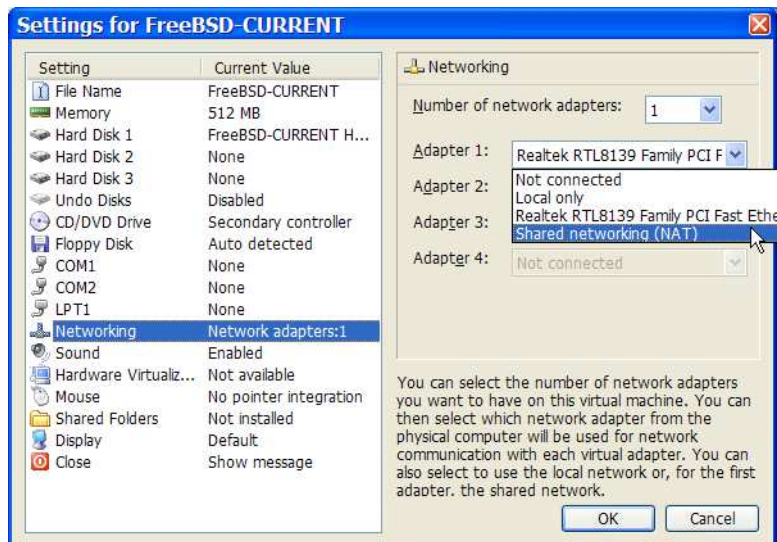 Settings for FreeBSD-CURRENT
Setting Current Value
File Name FreeBSD-CURRENT
Memory 512 MB
Hard Disk 1 FreeBSD-CURRENT H...
Hard Disk 2 None
Hard Disk 3 None
Undo Disks Disabled
CD/DVD Drive Secondary controller
Floppy Disk Auto detected
COM1 None
COM2 None
LPT1 None
Networking Network adapters:1
Sound Enabled
Hardware Virtualiz... Not available
Mouse No pointer integration
Shared Folders Not installed
Display Default
Close Show message
Networking
Number of network adapters: 1
Adapter 1: Realtek RTL8139 Family PCI F
Not connected
Adapter 2:
Local only
Realtek RTL8139 Family PCI Fast Ethe
Adapter 3:
Shared networking (NAT)
Adapter 4: Not connected
You can select the number of network adapters
you want to have on this virtual machine. You can
then select which network adapter from the
physical computer will be used for network
communication with each virtual adapter. You can
also select to use the local network or, for the first
adapter, the shared network.
OK Cancel